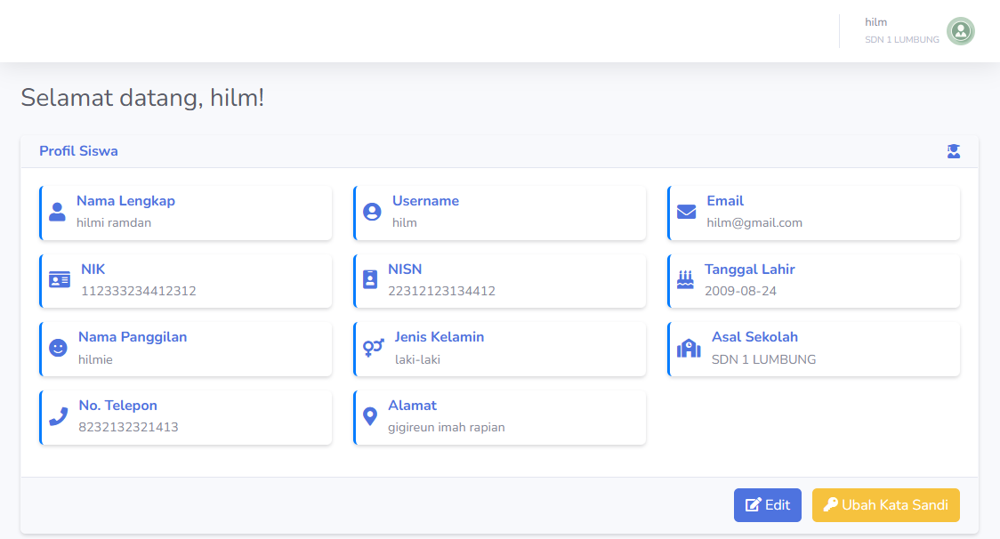 hilm
SDN 1 LUMBUNG
Selamat datang, hilm!
Profil Siswa
Nama Lengkap
hilmi ramdan
Username
hilm
Email
hilm@gmail.com
NIK
112333234412312
NISN
22312123134412
Tanggal Lahir
2009-08-24
Nama Panggilan
hilmie
Jenis Kelamin
laki-laki
Asal Sekolah
SDN 1 LUMBUNG
No. Telepon
8232132321413
Alamat
gigireun imah rapian
Edit
Ubah Kata Sandi